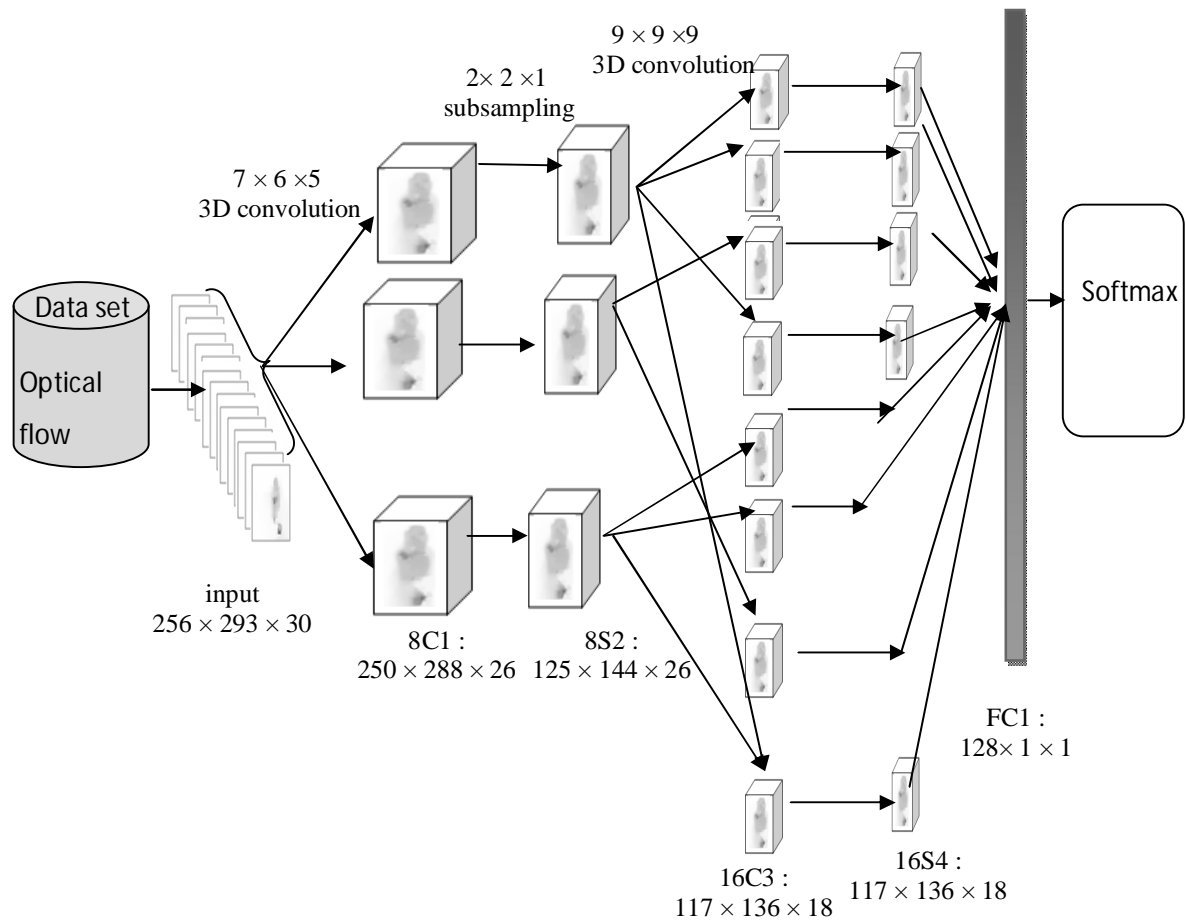 9 × 9 ×9
3D convolution
2× 2 ×1
subsampling
7 × 6 ×5
3D convolution
Data set
Optical
flow
Softmax
input
256 × 293 × 30
8C1 :
250 × 288 × 26
8S2 :
125 × 144 × 26
FC1 :
128× 1 × 1
16C3 :
117 × 136 × 18
16S4 :
117 × 136 × 18